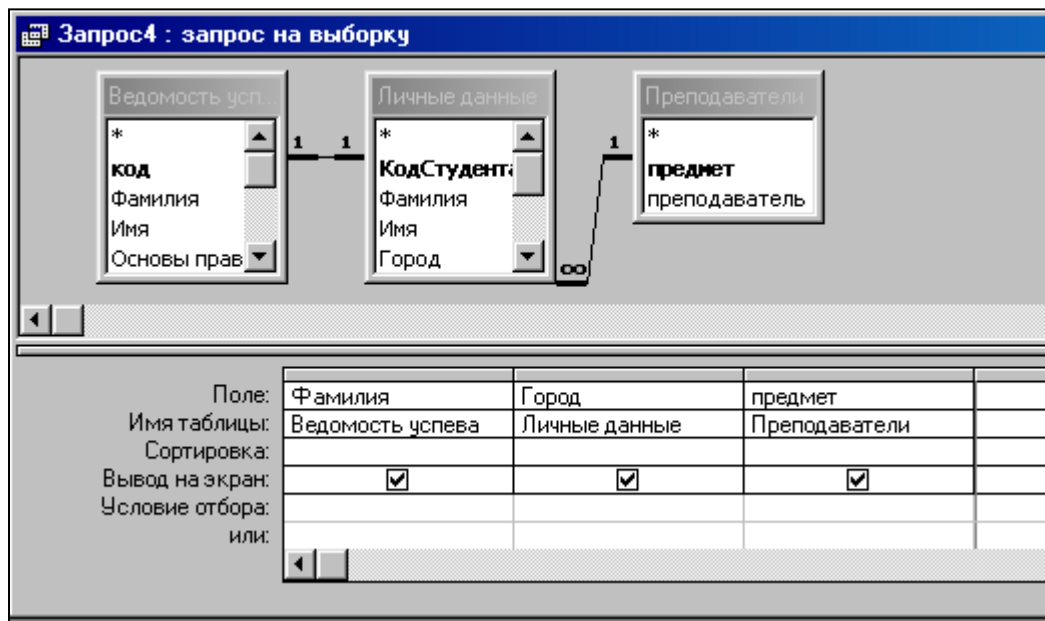 Запрос4 : запрос на выборку
Ведомость усп...
*
код
Фамилия
Имя
Основы прав
1 1
Личные данные
*
КодСтудента
Фамилия
Имя
Город
∞
1
Преподаватели
*
предмет
преподаватель
Поле: Фамилия Город предмет
Имя таблицы: Ведомость успева Личные данные Преподаватели
Сортировка:
Вывод на экран:
Условие отбора:
или: